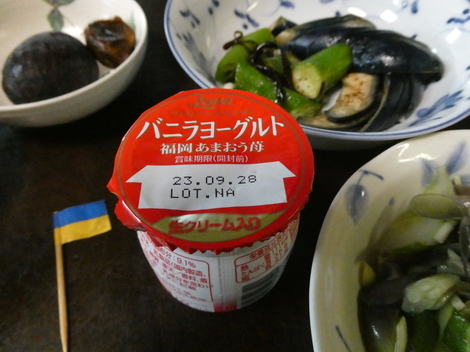 バニラヨーグルト
福岡あまおう苺
賞味期限(開封前)
23.09.28
LOT.NA
生クリーム入り